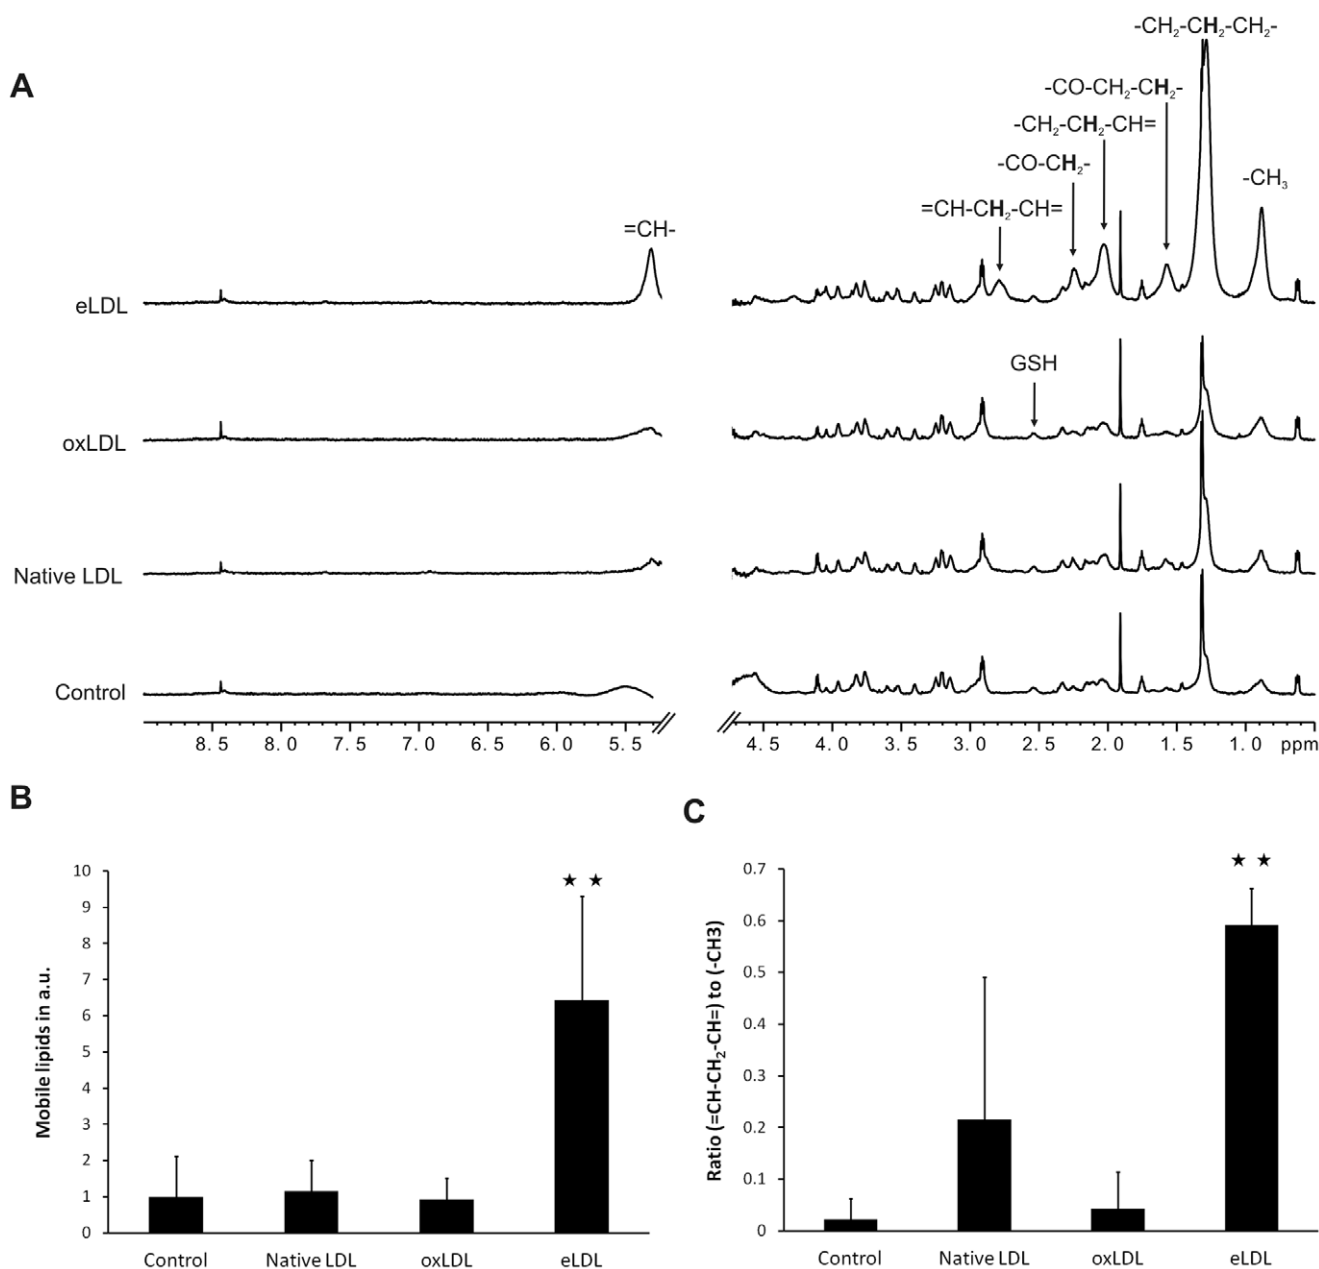 A
-CH₂-CH₂-CH₂-
-CO-CH₂-CH₂-
-CH₂-CH₂-CH=
-CO-CH₂-
-CH₃
=CH-CH₂-CH=
=CH-
eLDL
GSH
oxLDL
Native LDL
Control
8.5 8.0 7.5 7.0 6.5 6.0 5.5 4.5 4.0 3.5 3.0 2.5 2.0 1.5 1.0 ppm
B
10
9
8
7
6
5
4
3
2
1
0
Mobile lipids in a.u.
★ ★
Control Native LDL oxLDL eLDL
C
0.7
0.6
0.5
0.4
0.3
0.2
0.1
0
Ratio (=CH-CH₂-CH=) to (-CH3)
★ ★
Control Native LDL oxLDL eLDL